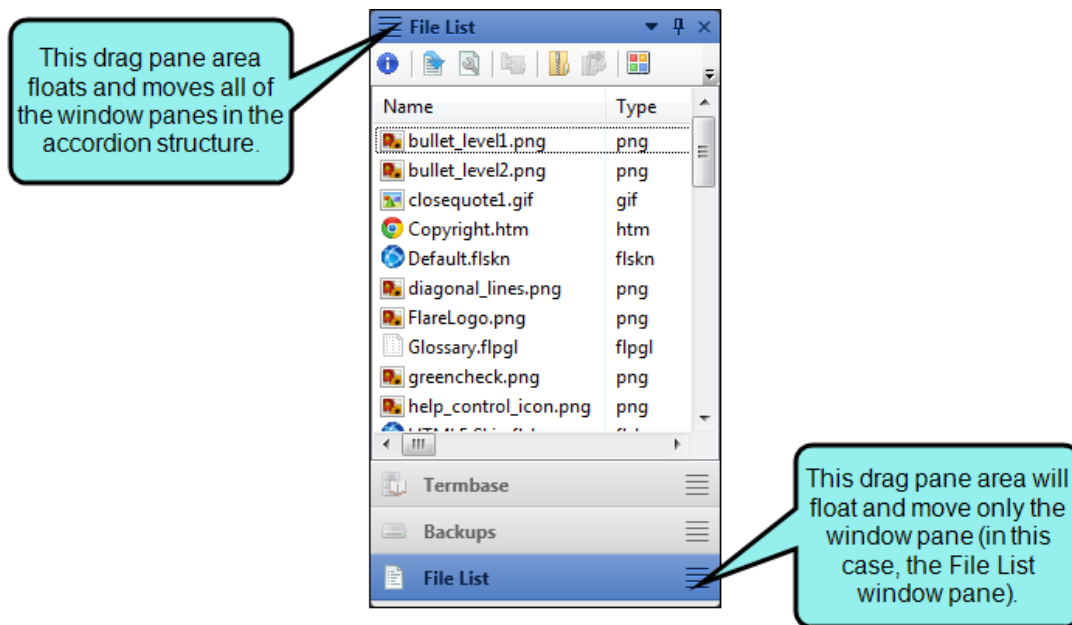 This drag pane area
floats and moves all of
the window panes in the
accordion structure.
File List
Name Type
bullet_level1.png png
bullet_level2.png png
closequote1.gif gif
Copyright.htm htm
Default.flskn flskn
diagonal_lines.png png
FlareLogo.png png
Glossary.flpgl flpgl
greencheck.png png
help_control_icon.png png
Termbase
Backups
File List
This drag pane area will
float and move only the
window pane (in this
case, the File List
window pane).